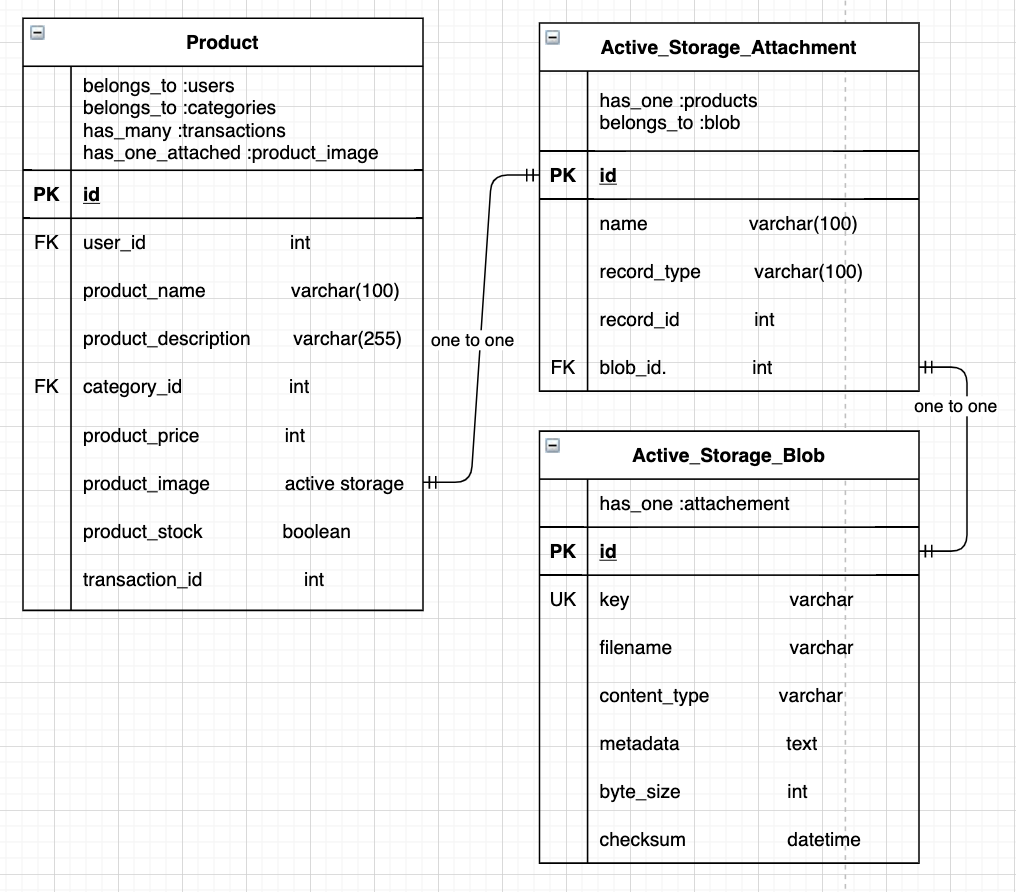 Product
belongs_to :users
belongs_to :categories
has_many :transactions
has_one_attached :product_image
PK id
FK user_id int
product_name varchar(100)
product_description varchar(255)
FK category_id int
product_price int
product_image active storage
product_stock boolean
transaction_id int
one to one
Active_Storage_Attachment
has_one :products
belongs_to :blob
PK id
name varchar(100)
record_type varchar(100)
record_id int
FK blob_id. int
one to one
Active_Storage_Blob
has_one :attachement
PK id
UK key varchar
filename varchar
content_type varchar
metadata text
byte_size int
checksum datetime